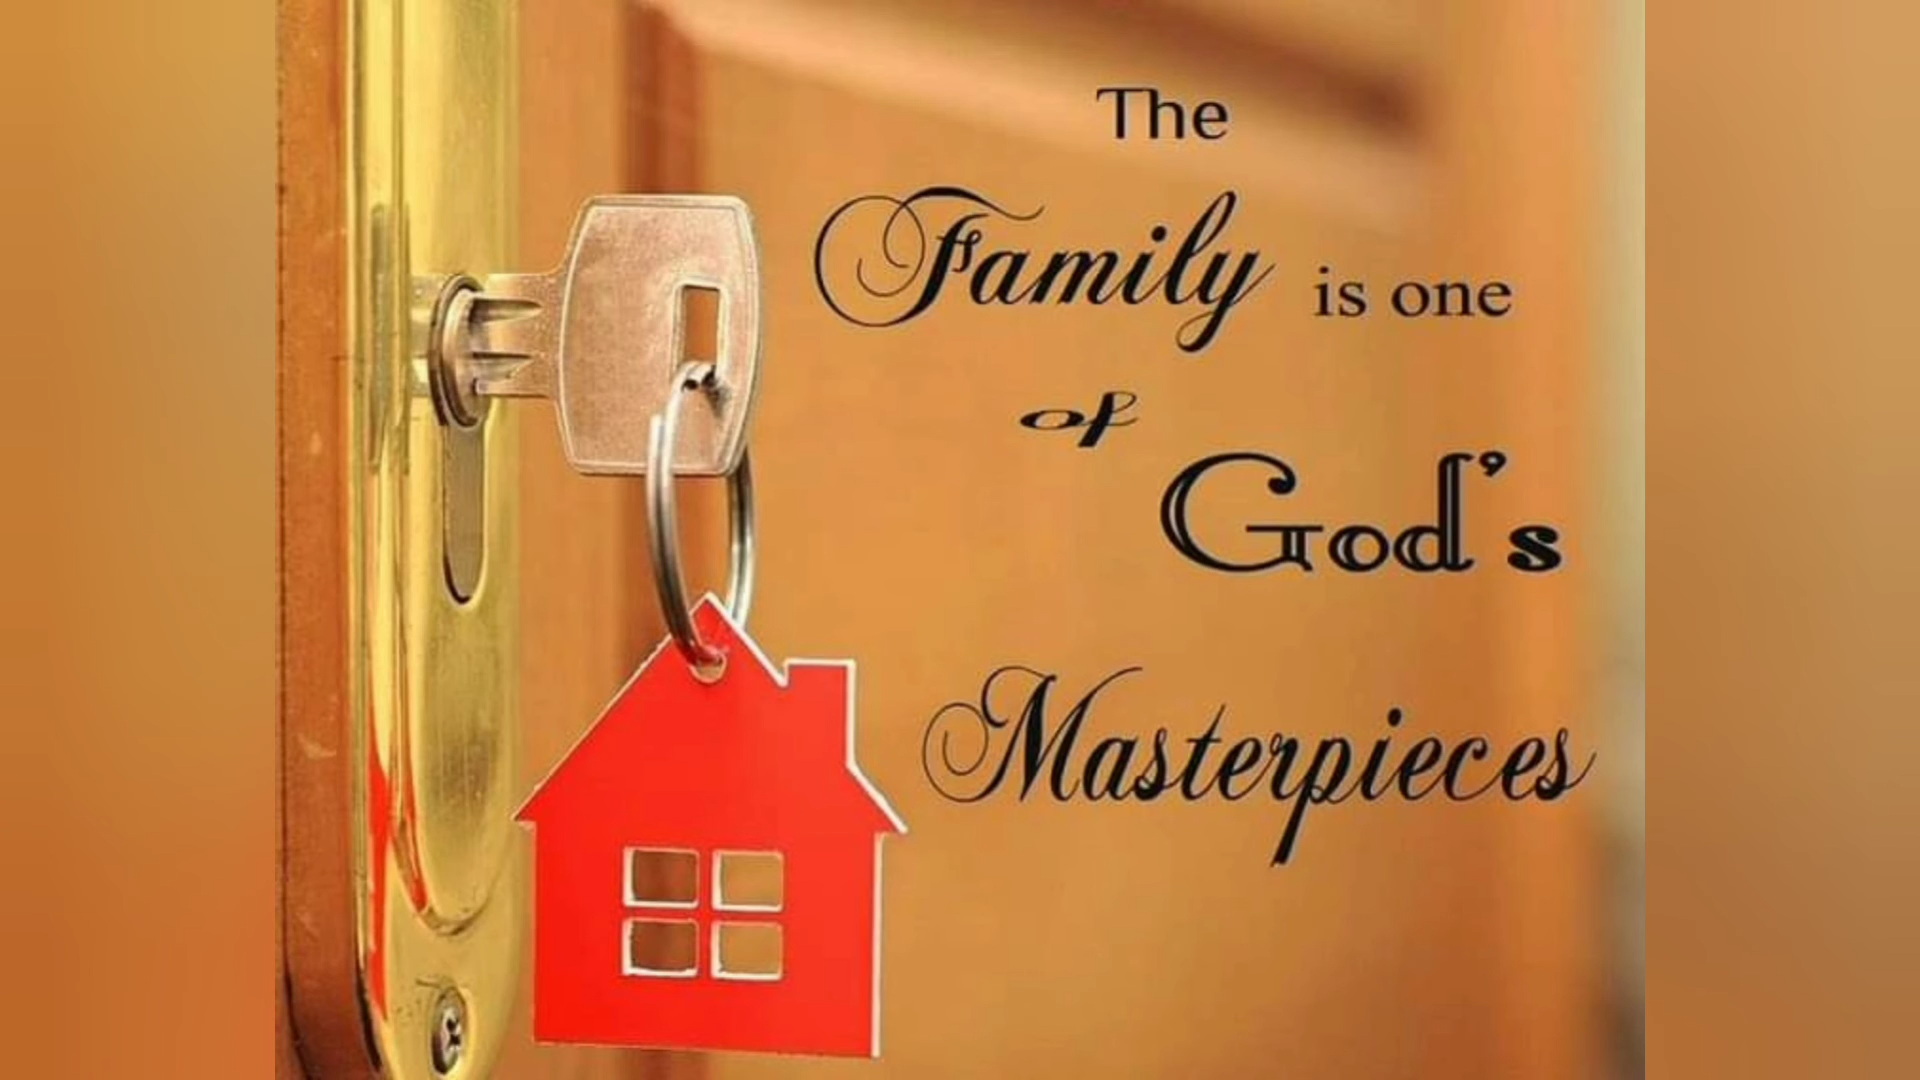 The
Family is one
of
God's
Masterpieces